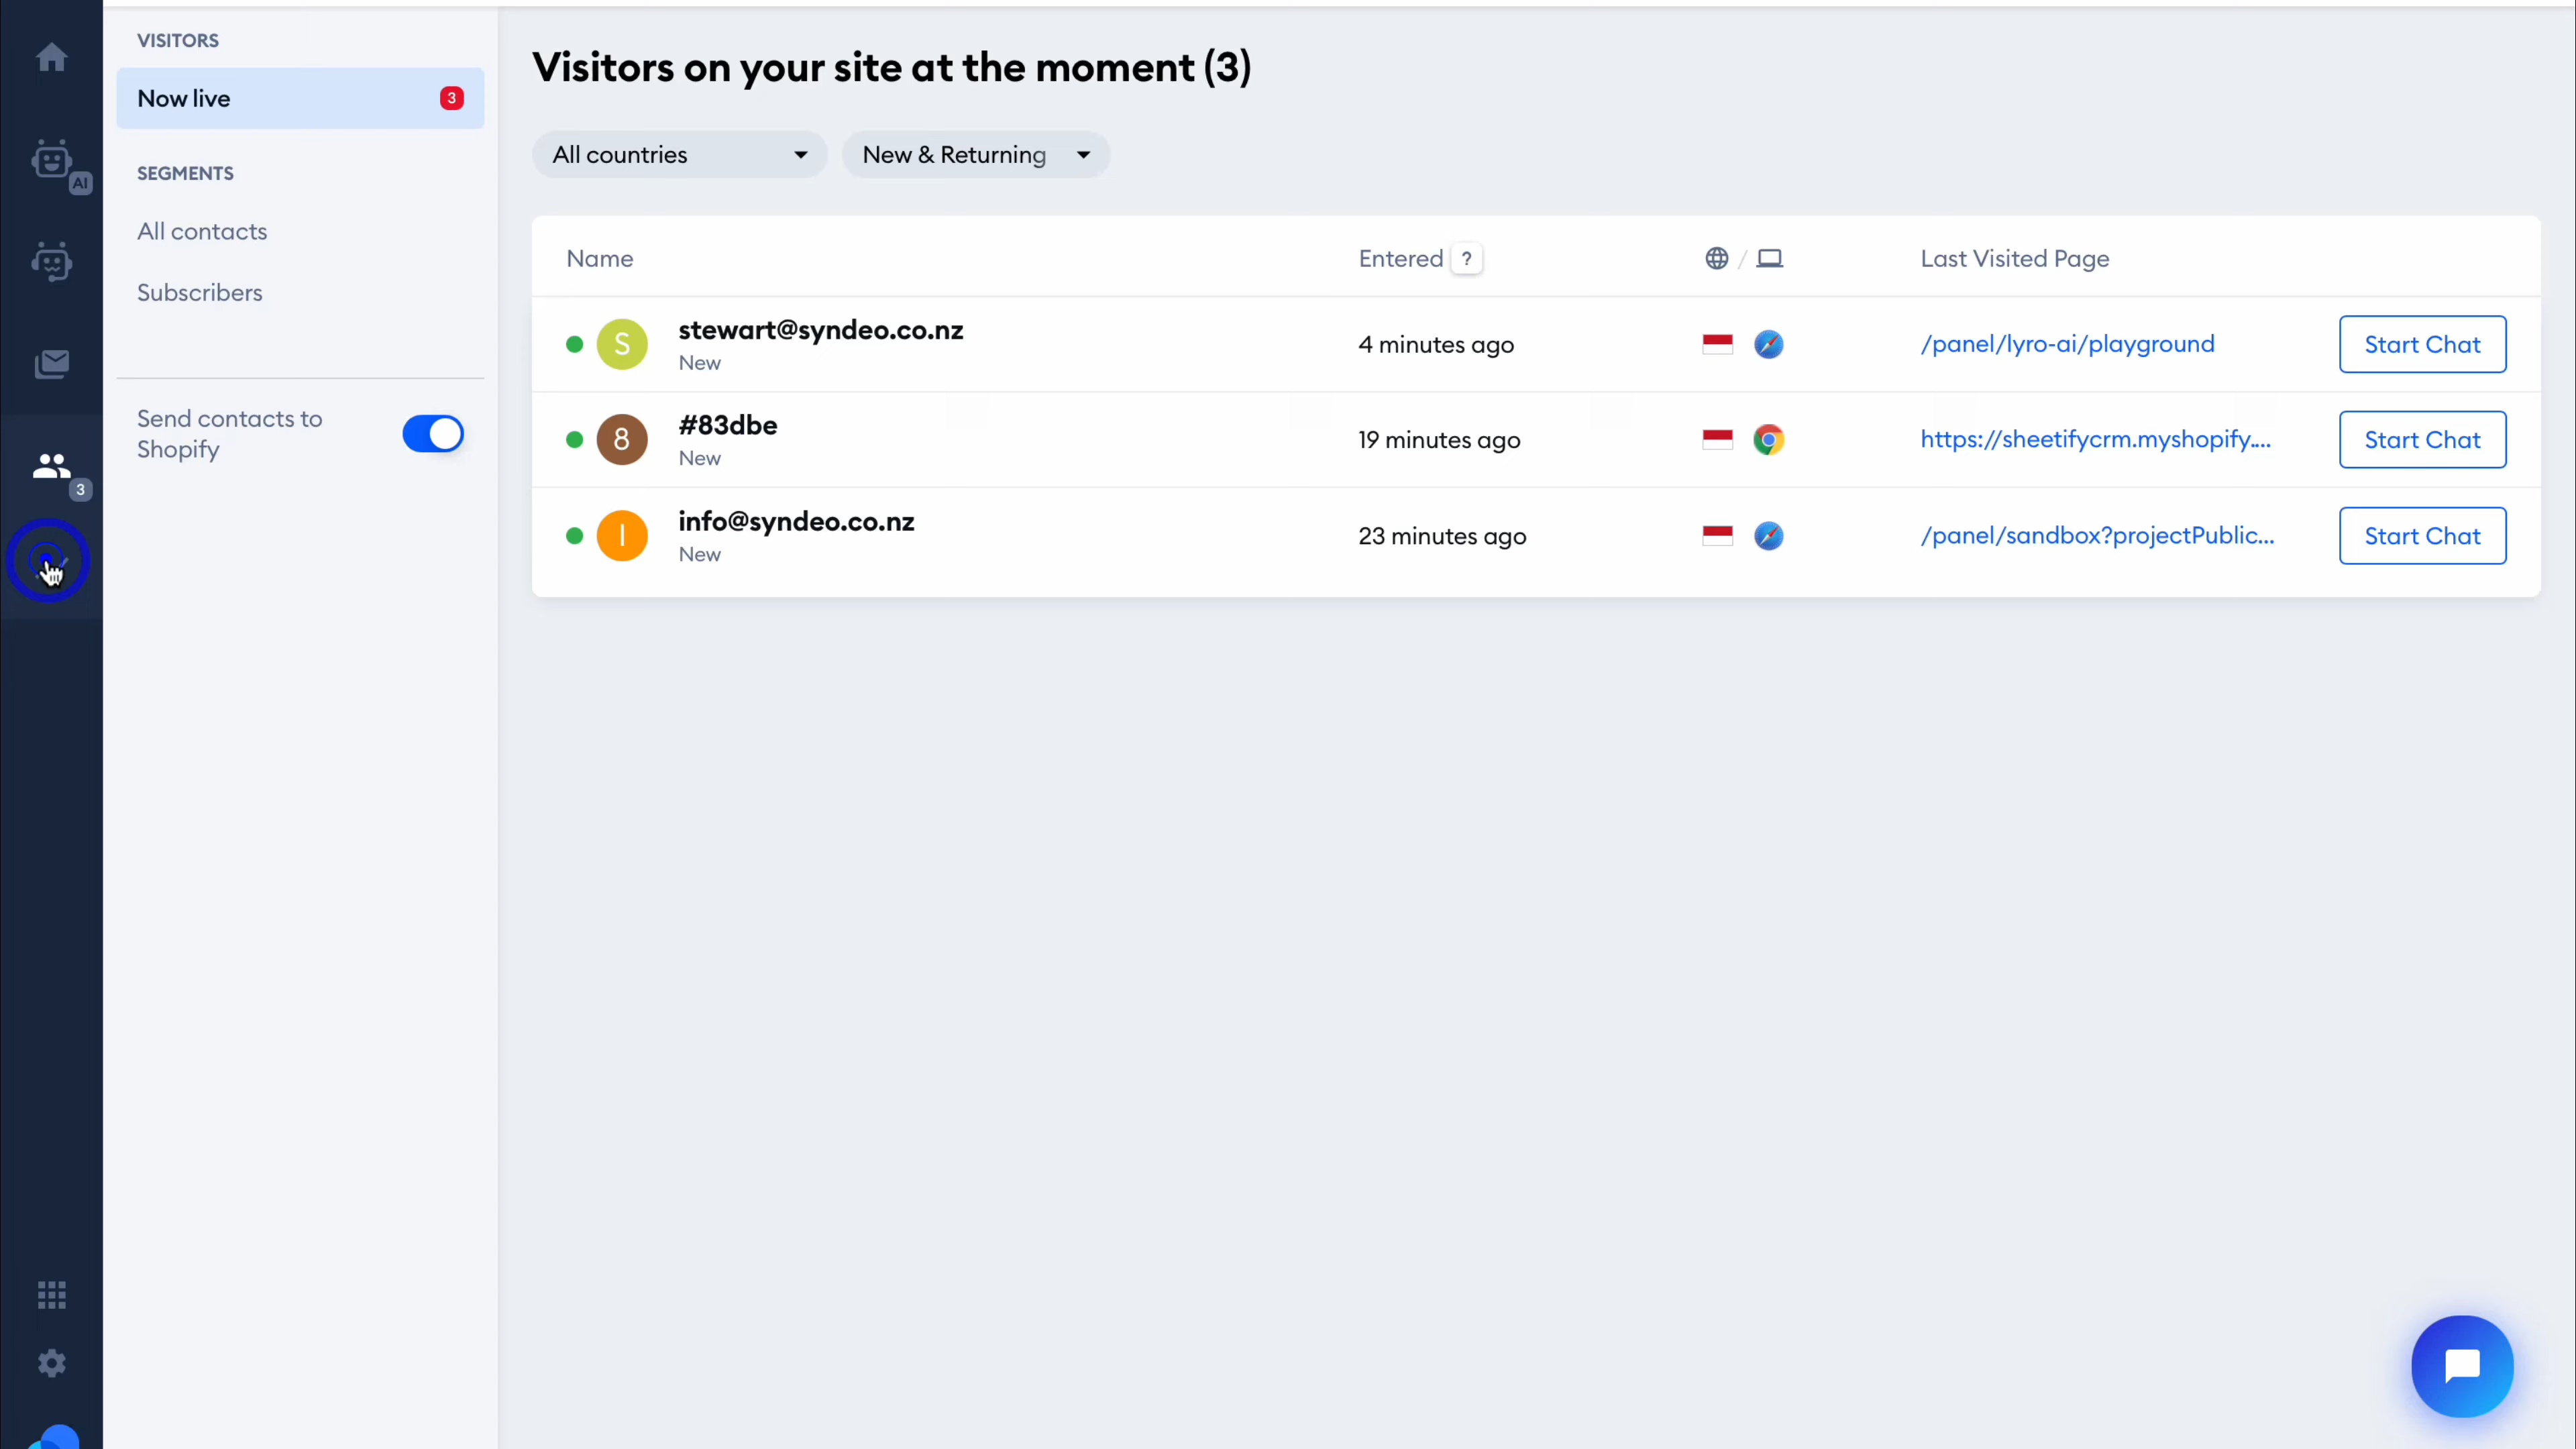 VISITORS
Now live 3
SEGMENTS
All contacts
Subscribers
Send contacts to
Shopify
AI
3
Visitors on your site at the moment (3)
All countries
New & Returning
Name Entered ? / Last Visited Page
S stewart@syndeo.co.nz 4 minutes ago /panel/lyro-ai/playground Start Chat
New
8 #83dbe 19 minutes ago https://sheetifycrm.myshopify.... Start Chat
New
I info@syndeo.co.nz 23 minutes ago /panel/sandbox?projectPublic... Start Chat
New